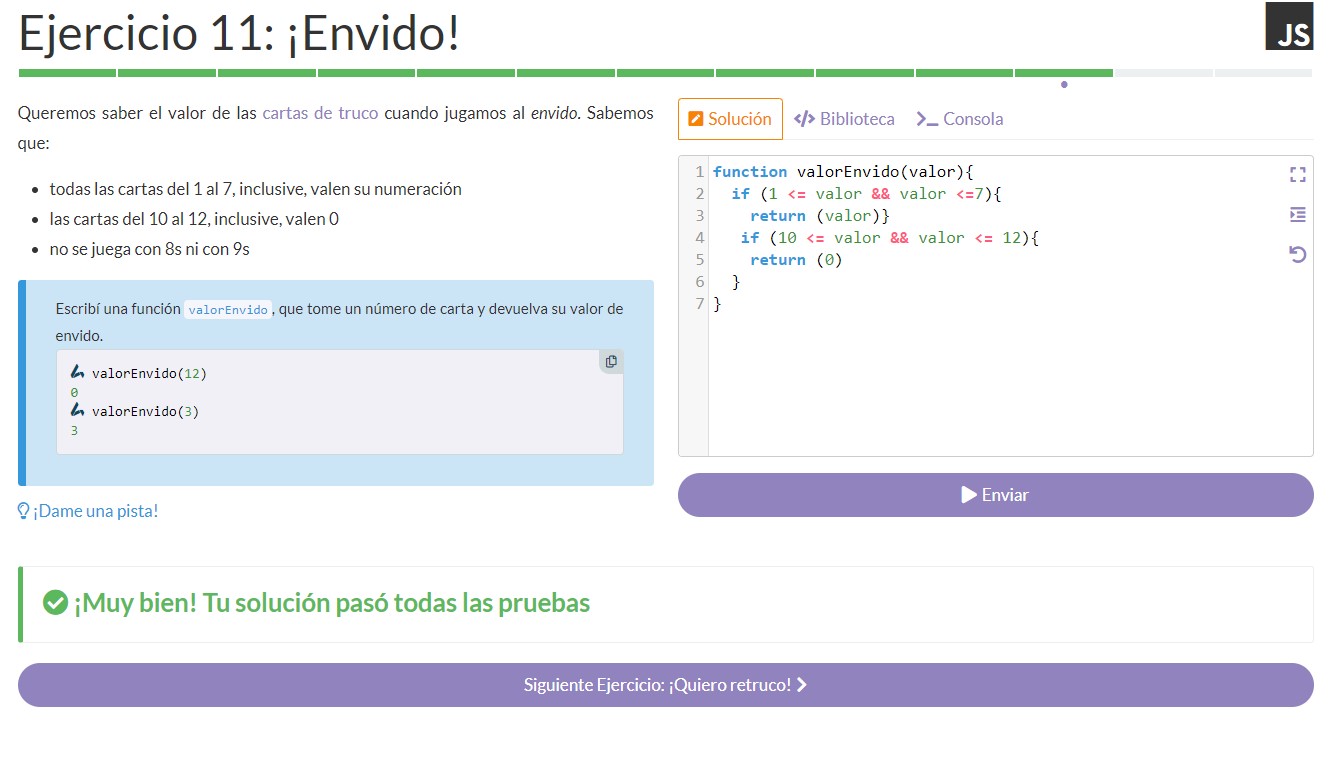 Ejercicio 11: ¡Envido!
JS
Queremos saber el valor de las cartas de truco cuando jugamos al envido. Sabemos
que:
todas las cartas del 1 al 7, inclusive, valen su numeración
las cartas del 10 al 12, inclusive, valen 0
no se juega con 8s ni con 9s
Escribí una función valorEnvido, que tome un número de carta y devuelva su valor de
envido.
valorEnvido(12)
0
valorEnvido(3)
3
¡Dame una pista!
Solución
</> Biblioteca
>_ Consola
1 function valorEnvido(valor){
2   if (1 <= valor && valor <=7){
3     return (valor)}
4    if (10 <= valor && valor <= 12){
5     return (0)
6   }
7 }
Enviar
¡Muy bien! Tu solución pasó todas las pruebas
Siguiente Ejercicio: ¡Quiero retruco!